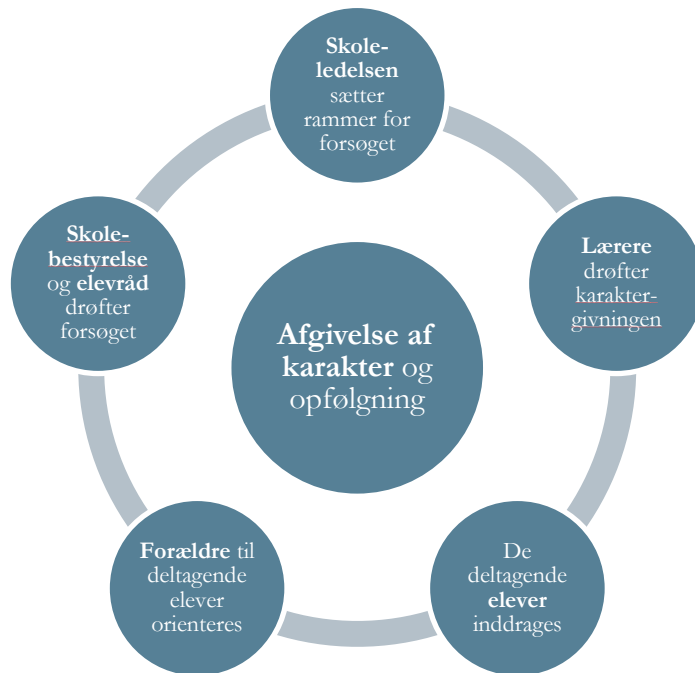 Skole-
ledelsen
sætter
rammer for
forsøget
Lærere
drøfter
karakter-
givningen
De
deltagende
elever
inddrages
Forældre til
deltagende
elever
orienteres
Skole-
bestyrelse
og elevråd
drøfter
forsøget
Afgivelse af
karakter og
opfølgning